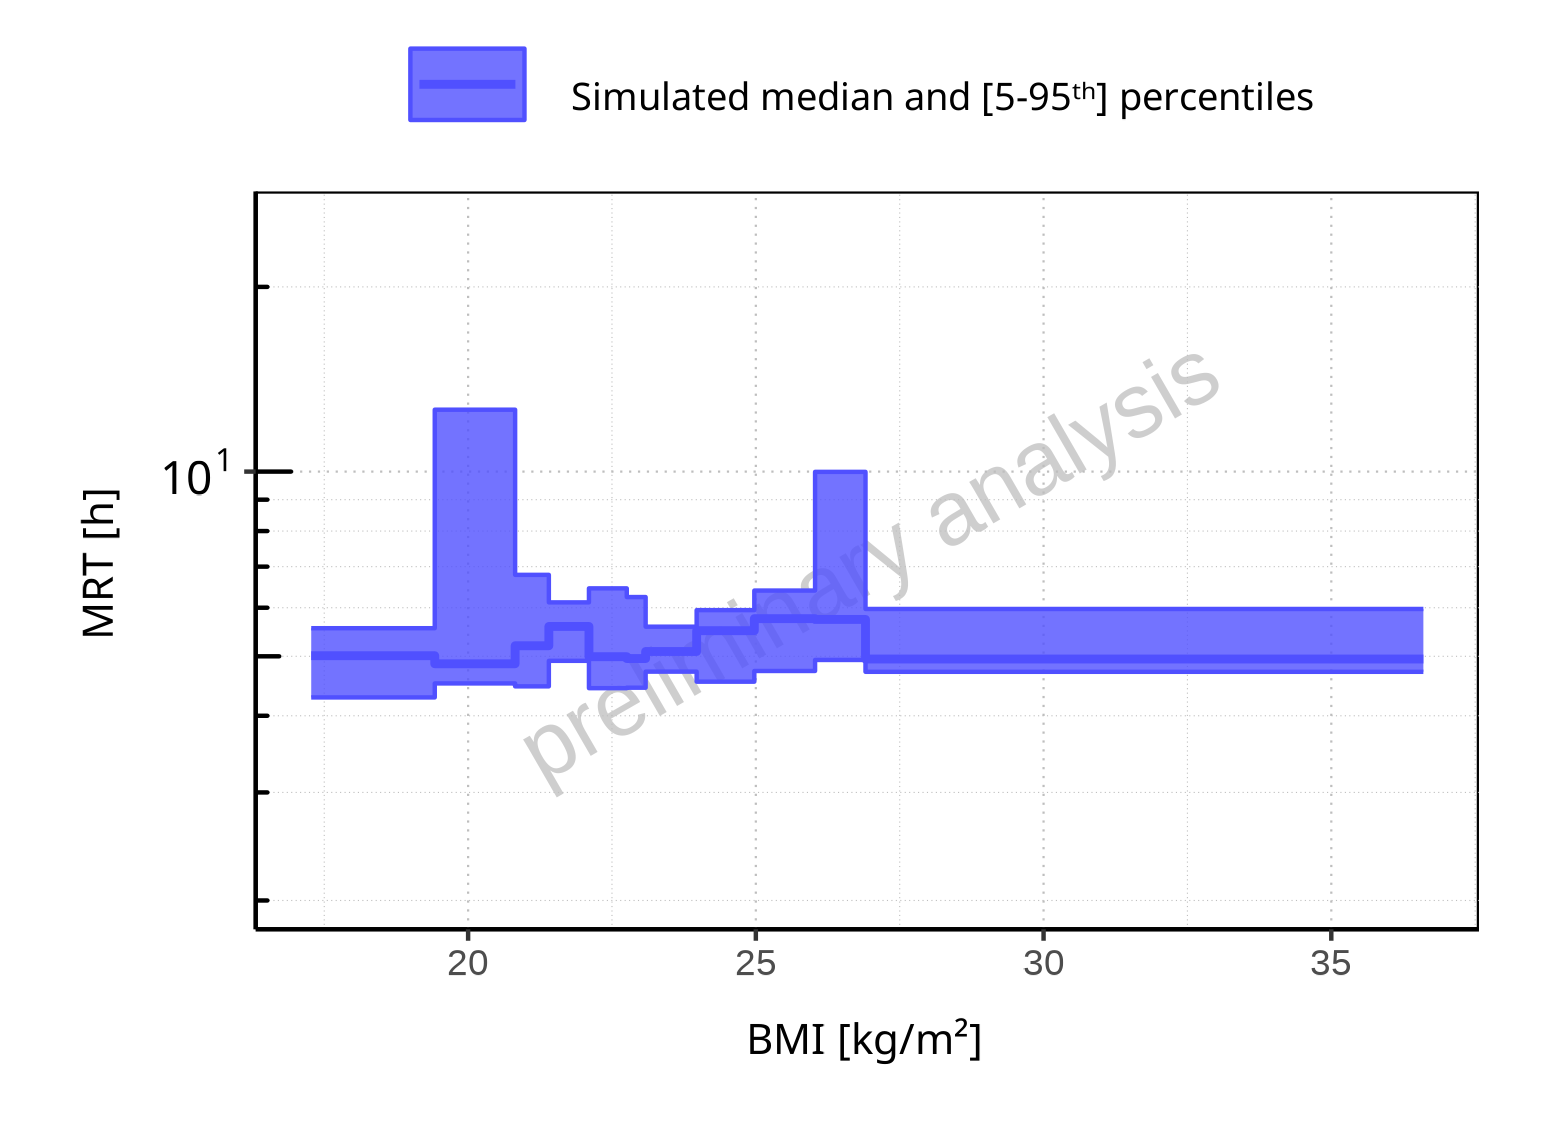 Simulated median and [5-95ᵗʰ] percentiles
MRT [h]
10¹
preliminary analysis
20 25 30 35
BMI [kg/m²]